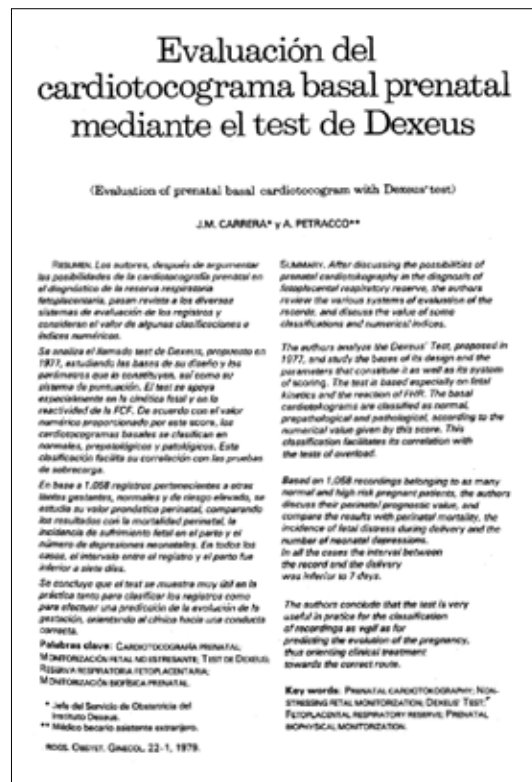 Evaluación del
cardiotocograma basal prenatal
mediante el test de Dexeus
(Evaluation of prenatal basal cardiotocogram with Dexeus' test)
J.M. CARRERA* y A. PETRACCO**
RESUMEN. Los autores, después de argumentar
las posibilidades de la cardiotocografía prenatal en
el diagnóstico de la reserva respiratoria
fetoplacentaria, pasan revista a los diversos
sistemas de evaluación de los registros y
consideran el valor de algunas clasificaciones e
índices numéricos.
Se analiza el llamado test de Dexeus, propuesto en
1977, estudiando las bases de su diseño y los
parámetros que lo constituyen, así como su
sistema de puntuación. El test se apoya
especialmente en la cinética fetal y en la
reactividad de la FCF. De acuerdo con el valor
numérico proporcionado por este score, los
cardiotocogramas basales se clasifican en
normales, prepatológicos y patológicos. Esta
clasificación facilita su correlación con las pruebas
de sobrecarga.
En base a 1.058 registros pertenecientes a otras
tantas gestantes, normales y de riesgo elevado, se
estudia su valor pronóstico perinatal, comparando
los resultados con la mortalidad perinatal, la
incidencia de sufrimiento fetal en el parto y el
número de depresiones neonatales. En todos los
casos, el intervalo entre el registro y el parto fue
inferior a siete días.
Se concluye que el test se muestra muy útil en la
práctica tanto para clasificar los registros como
para efectuar una predicción de la evolución de la
gestación, orientando al clínico hacia una conducta
correcta.
Palabras clave: CARDIOTOCOGRAFÍA PRENATAL;
MONITORIZACIÓN FETAL NO ESTRESANTE; TEST DE DEXEUS;
RESERVA RESPIRATORIA FETOPLACENTARIA;
MONITORIZACIÓN BIOFÍSICA PRENATAL.
* Jefe del Servicio de Obstetricia del
Instituto Dexeus.
** Médico becario asistente extranjero.
PROG. OBSTET. GINECOL. 22-1, 1979.
SUMMARY. After discussing the possibilities of
prenatal cardiotokography in the diagnosis of
fotoplacental respiratory reserve, the authors
review the various systems of evaluation of the
records, and discuss the value of some
classifications and numerical indices.
The authors analyze the Dexeus' Test, proposed in
1977, and study the bases of its design and the
parameters that constitute it as well as its system
of scoring. The test is based especially on fetal
kinetics and the reaction of FHR. The basal
cardiotokograms are classified as normal,
prepathological and pathological, according to the
numerical value given by this score. This
classification facilitates its correlation with
the tests of overload.
Based on 1,058 recordings belonging to as many
normal and high risk pregnant patients, the authors
discuss their perinatal prognostic value, and
compare the results with perinatal mortality, the
incidence of fetal distress during delivery and the
number of neonatal depressions.
In all the cases the interval between
the record and the delivery
was inferior to 7 days.
The authors conclude that the test is very
useful in pratice for the classification
of recordings as well as for
predicting the evolution of the pregnancy,
thus orienting clinical treatment
towards the correct route.
Key words: PRENATAL CARDIOTOKOGRAPHY; NON-
STRESSING FETAL MONITORIZATION; DEXEUS' TEST;
FETOPLACENTAL RESPIRATORY RESERVE; PRENATAL
BIOPHYSICAL MONITORIZATION.